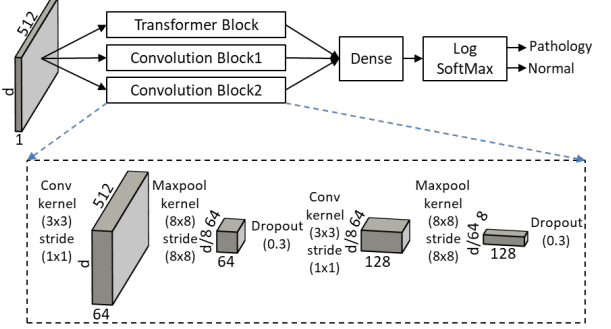 512
d
1
Transformer Block
Convolution Block1
Convolution Block2
Dense
Log
SoftMax
Pathology
Normal
Conv
kernel
(3x3)
stride
(1x1)
512
d
64
Maxpool
kernel
(8x8)
stride
(8x8)
d/8
64
64
Dropout
(0.3)
Conv
kernel
(3x3)
stride
(1x1)
d/8
64
128
Maxpool
kernel
(8x8)
stride
(8x8)
d/64
8
128
Dropout
(0.3)